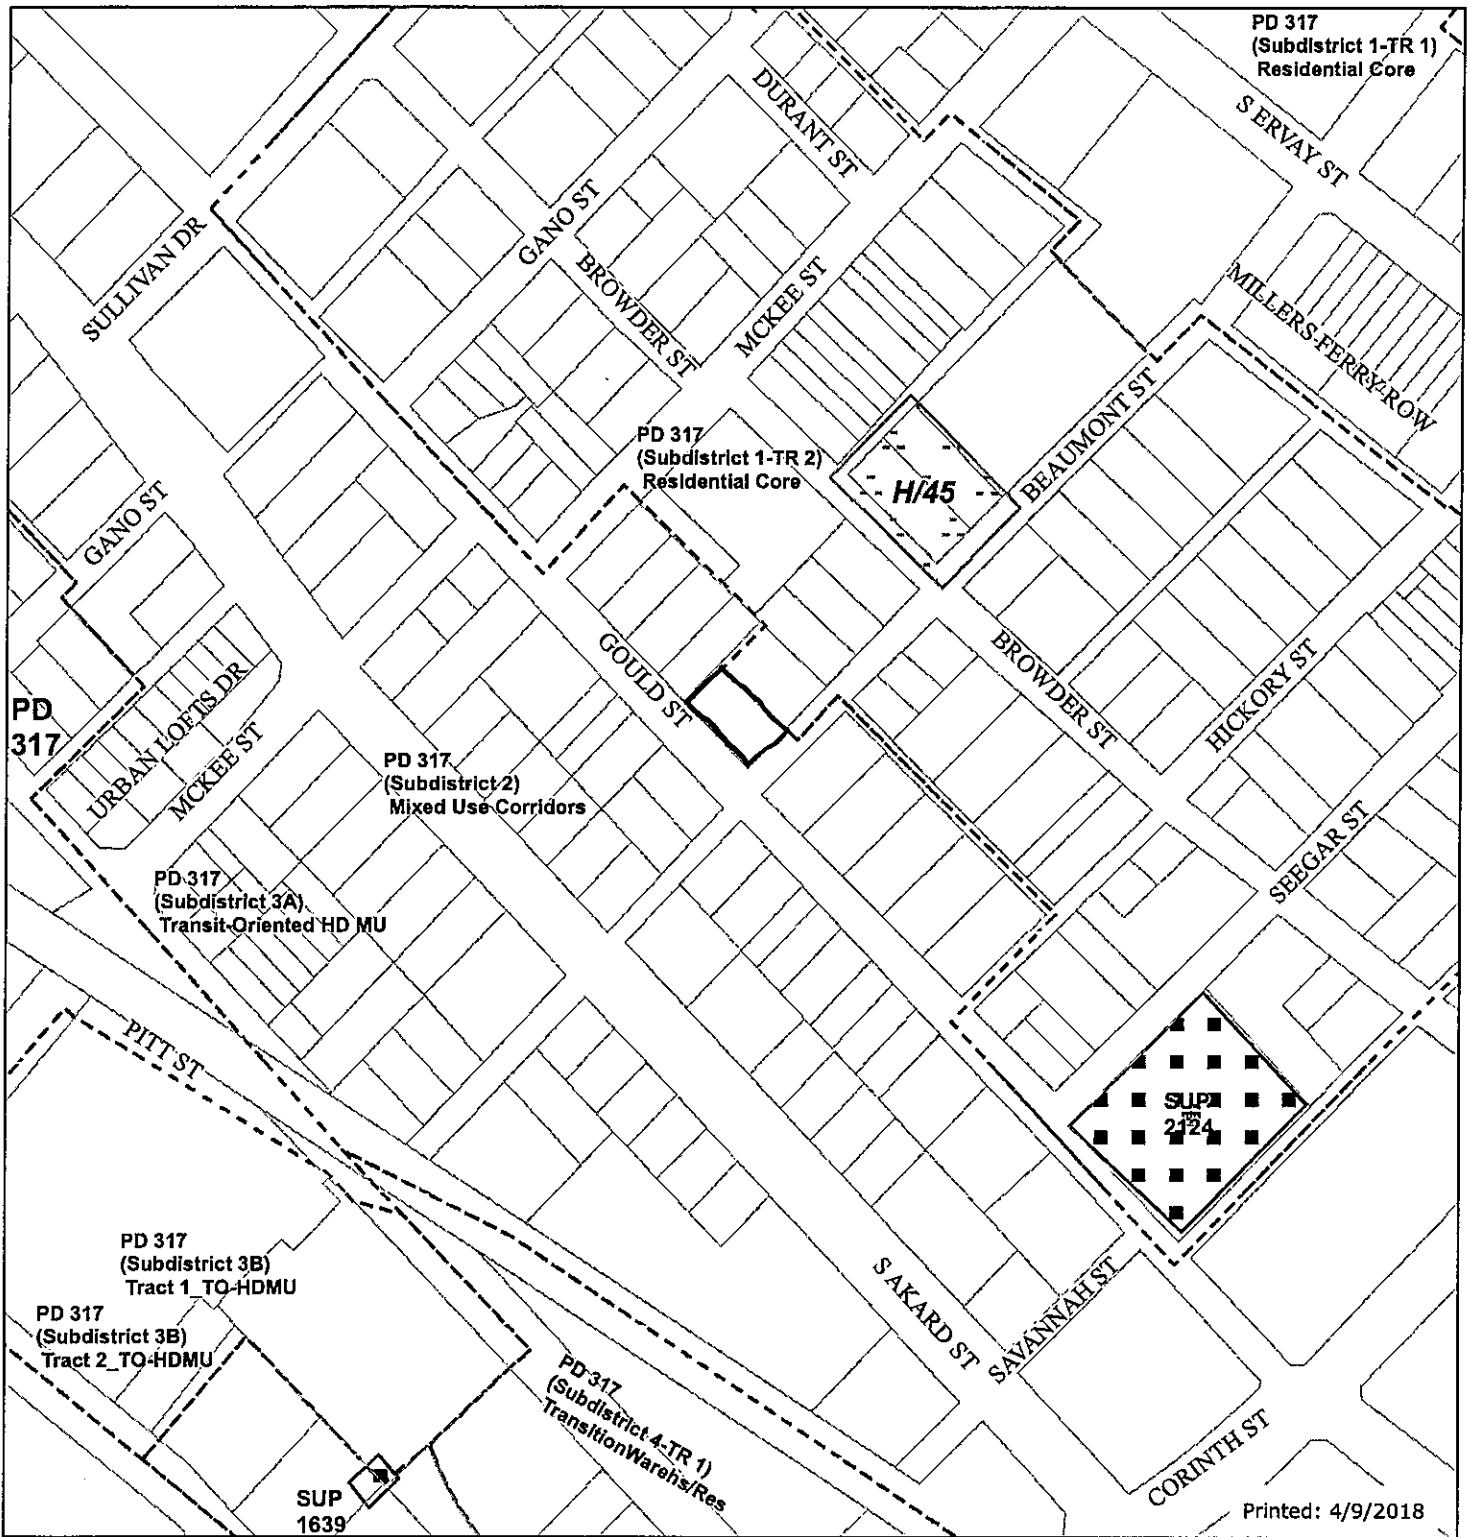 PD 317
(Subdistrict 1-TR 1)
Residential Core
S ERVAY ST
DURANT ST
GANO ST
SULLIVAN DR
BROWDER ST
MCKEE ST
MILLERS FERRY ROW
BEAUMONT ST
PD 317
(Subdistrict 1-TR 2)
Residential Core
H/45
GANO ST
GOULD ST
BROWDER ST
HICKORY ST
URBAN LOFTS DR
MCKEE ST
PD
317
PD 317
(Subdistrict 2)
Mixed Use Corridors
SEEGAR ST
PD 317
(Subdistrict 3A)
Transit-Oriented HD MU
PITT ST
SUP
2124
PD 317
(Subdistrict 3B)
Tract 1_TO-HDMU
PD 317
(Subdistrict 3B)
Tract 2_TO-HDMU
S AKARD ST
SAVANNAH ST
PD 317
(Subdistrict 4-TR 1)
TransitionWarehs/Res
CORINTH ST
SUP
1639
Printed: 4/9/2018